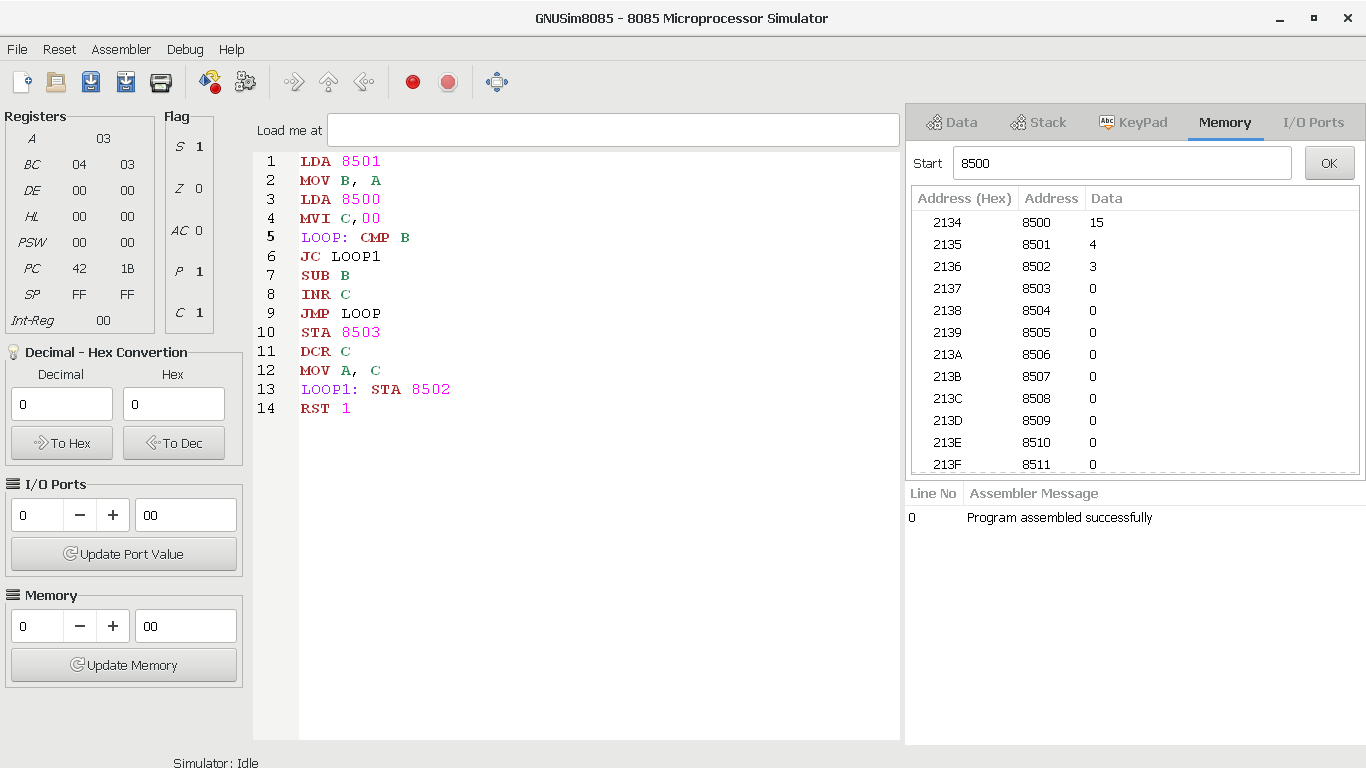 GNUSim8085 - 8085 Microprocessor Simulator
File Reset Assembler Debug Help
Registers
A 03
BC 04 03
DE 00 00
HL 00 00
PSW 00 00
PC 42 1B
SP FF FF
Int-Reg 00
Flag
S 1
Z 0
AC 0
P 1
C 1
Decimal - Hex Convertion
Decimal Hex
0 0
To Hex To Dec
I/O Ports
0 − + 00
Update Port Value
Memory
0 − + 00
Update Memory
Load me at
1 LDA 8501
2 MOV B, A
3 LDA 8500
4 MVI C,00
5 LOOP: CMP B
6 JC LOOP1
7 SUB B
8 INR C
9 JMP LOOP
10 STA 8503
11 DCR C
12 MOV A, C
13 LOOP1: STA 8502
14 RST 1
Data Stack Abc KeyPad Memory I/O Ports
Start 8500 OK
Address (Hex) Address Data
2134 8500 15
2135 8501 4
2136 8502 3
2137 8503 0
2138 8504 0
2139 8505 0
213A 8506 0
213B 8507 0
213C 8508 0
213D 8509 0
213E 8510 0
213F 8511 0
Line No Assembler Message
0 Program assembled successfully
Simulator: Idle